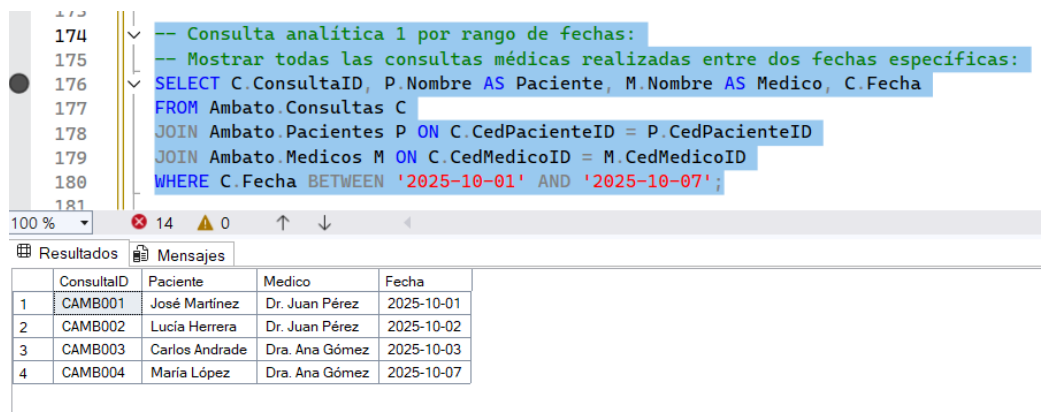 174 -- Consulta analítica 1 por rango de fechas:
175 -- Mostrar todas las consultas médicas realizadas entre dos fechas específicas:
176 SELECT C.ConsultaID, P.Nombre AS Paciente, M.Nombre AS Medico, C.Fecha
177 FROM Ambato.Consultas C
178 JOIN Ambato.Pacientes P ON C.CedPacienteID = P.CedPacienteID
179 JOIN Ambato.Medicos M ON C.CedMedicoID = M.CedMedicoID
180 WHERE C.Fecha BETWEEN '2025-10-01' AND '2025-10-07';
181
100 % 14 0
Resultados Mensajes
ConsultaID Paciente Medico Fecha
1 CAMB001 José Martínez Dr. Juan Pérez 2025-10-01
2 CAMB002 Lucía Herrera Dr. Juan Pérez 2025-10-02
3 CAMB003 Carlos Andrade Dra. Ana Gómez 2025-10-03
4 CAMB004 María López Dra. Ana Gómez 2025-10-07